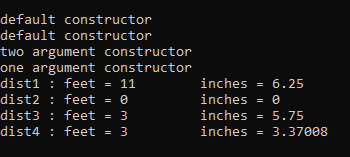 default constructor
default constructor
two argument constructor
one argument constructor
dist1 : feet = 11 inches = 6.25
dist2 : feet = 0 inches = 0
dist3 : feet = 3 inches = 5.75
dist4 : feet = 3 inches = 3.37008